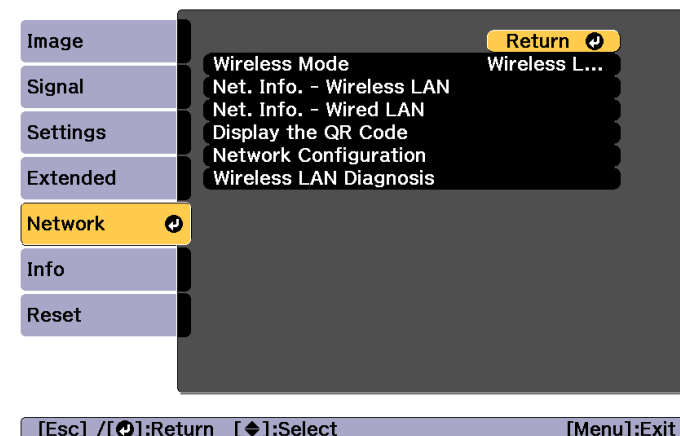 Image
Signal
Settings
Extended
Network
Info
Reset
Return
Wireless Mode Wireless L...
Net. Info. - Wireless LAN
Net. Info. - Wired LAN
Display the QR Code
Network Configuration
Wireless LAN Diagnosis
[Esc] /[⏎]:Return [◆]:Select [Menu]:Exit